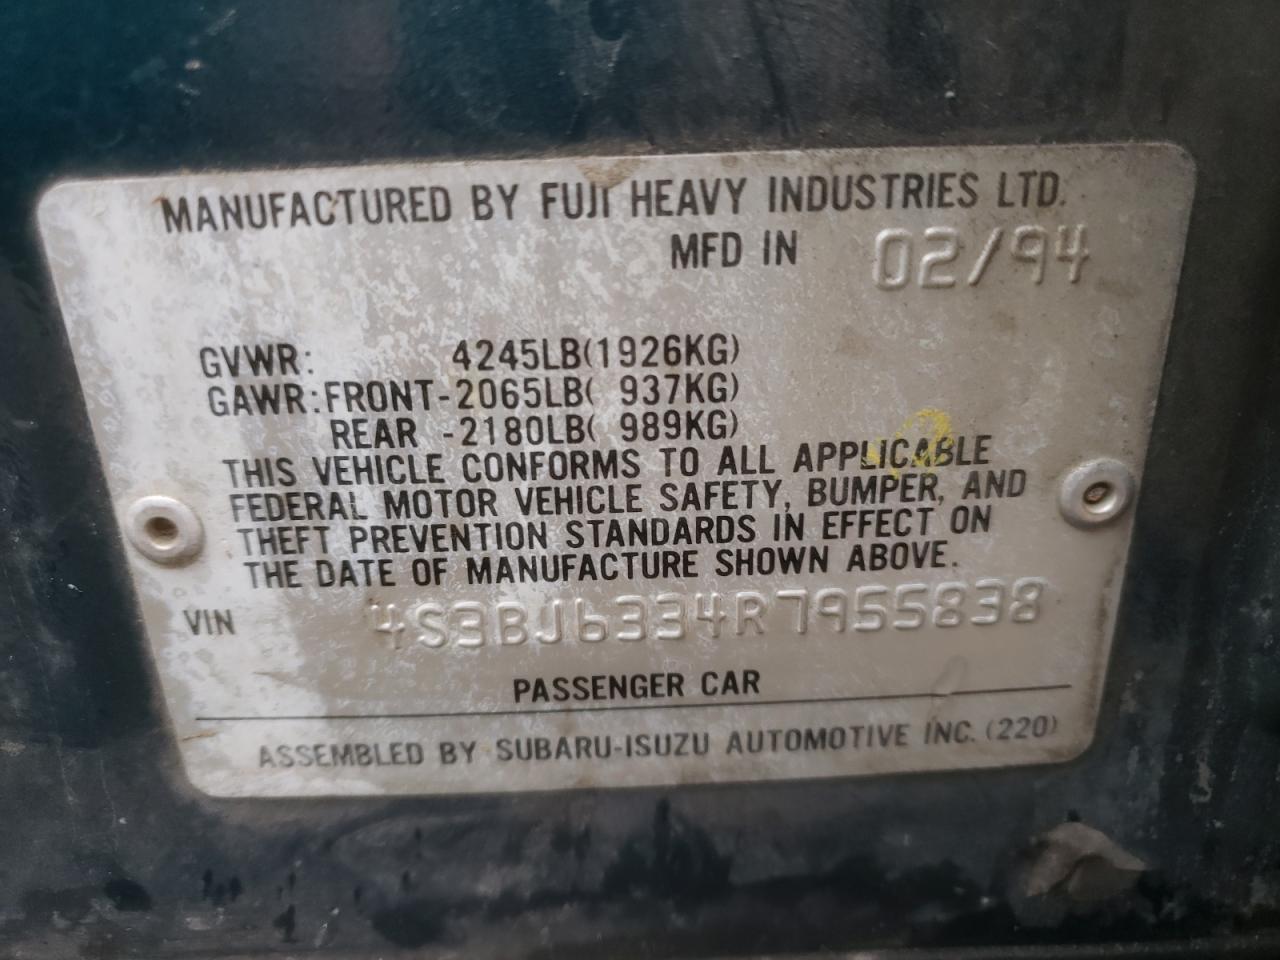 MANUFACTURED BY FUJI HEAVY INDUSTRIES LTD.
MFD IN 02/94
GVWR: 4245LB(1926KG)
GAWR:FRONT-2065LB( 937KG)
REAR -2180LB( 989KG)
THIS VEHICLE CONFORMS TO ALL APPLICABLE
FEDERAL MOTOR VEHICLE SAFETY, BUMPER, AND
THEFT PREVENTION STANDARDS IN EFFECT ON
THE DATE OF MANUFACTURE SHOWN ABOVE.
VIN 4S3BJ6334R7955838
PASSENGER CAR
ASSEMBLED BY SUBARU-ISUZU AUTOMOTIVE INC. (220)